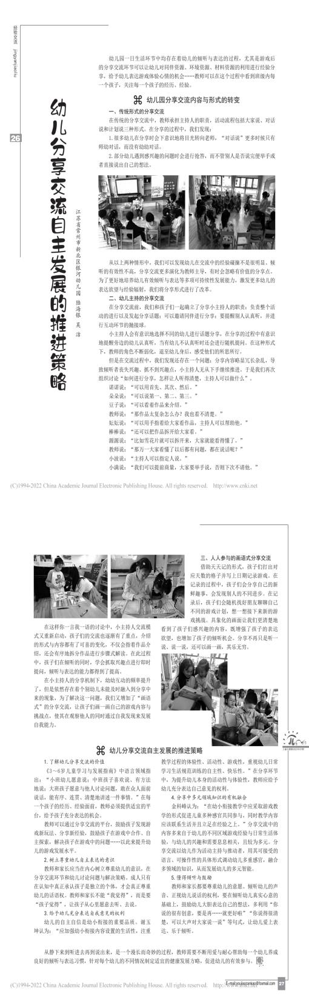 经验交流 jingyanjiaoliu
26
幼儿分享交流自主发展的推进策略
江苏省常州市新北区银河幼儿园 陆海银 吴 洁
幼儿园一日生活环节中均存在着幼儿的倾听与表达的过程，尤其是游戏后
的分享交流环节可以让幼儿对同伴资源、环境资源、材料资源的利用进行经验分
享，给予幼儿表达游戏体验心情的机会……教师可以在这个过程中看到班级内每
一个孩子，关注每一个孩子的经历、经验。
幼儿园分享交流内容与形式的转变
一、传统形式的分享交流
在传统的分享交流中，教师承担主持人的职责，活动流程包括大家说、对话
说和计划说三种形式。在分享的过程中，我们发现：
1.很多幼儿在分享时会下意识地将目光转向老师，“对话说”更多时候只有
师幼对话，而没有幼幼对话。
2.部分幼儿遇到感兴趣的问题时会进行抢答，而不管别人是否说完便举手或
者直接说出自己的想法。
从以上两种情形中，我们可以发现幼儿在交流中的经验碰撞不是很明显、倾
听的有效性不高，分享交流更多演化为教师主导，有时会忽略有价值的分享点。
为了更好地培养幼儿有效倾听与表达等多项可持续性发展能力，激发更多幼儿的
表达欲望与经验辐射，我们将分享形式进行了改革。
二、幼儿主持的分享交流
在分享交流前，我们和孩子们一起确立了分享小主持人的职责：负责整个活
动的进行以及发起分享话题；可以邀请同伴进行分享；要提醒别人认真听，并进
行互动环节的抛接球。
小主持人会有意识地选择不同的幼儿进行话题分享，在分享的过程中有意识
地提醒旁边的幼儿认真听，当有幼儿不认真听时还会进行随机提问。在这种形式
下，教师的角色不断弱化，退至幼儿身后，感受他们的所思所行。
但是在交流过程中，我们发现还存在一个问题：分享内容略显冗长杂乱，导
致倾听者丧失兴趣、抓不到兴趣点，小主持人无从下手继续推进。于是我们再次
组织讨论“如何进行分享，怎样让人听得清楚，主持人可以做什么”。
诺诺说：“可以用首先、其次、然后。”
朵朵说：“可以说第一、第二、第三。”
豆子说：“可以看着作品来介绍。”
教师说：“那作品太复杂怎么办？我也看不清楚。”
妘妘说：“可以用手指着给大家看作品，主持人可以帮助他。”
棒棒说：“还可以把作品拆开给大家看。”
源源说：“比如雪花片就可以拆开来，大家就能看得懂了。”
教师说：“那万一大家看懂了以后都有问题，都在说话呢？”
小波说：“主持人可以指定人说。”
小满说：“我们可以提前商量，大家要举手说，否则下次不请他。”
(C)1994-2022 China Academic Journal Electronic Publishing House. All rights reserved. http://www.cnki.net
在这样你一言我一语的讨论中，小主持人交流模
式又重新启动，孩子们的交流也逐渐有了重点，介绍
的形式与内容都有了可喜的变化，不仅会指着作品介
绍，还会有序地拆分作品进行步骤式解读。在此过程
中，孩子们在倾听的同时，学会抓取兴趣点进行即时
提问，倾听与表达的能力都得到了提高。
在小主持人的分享机制下，幼幼互动的频率提升
了，但是依然存在着个别幼儿未能及时融入到分享中
来的现象，为了解决这一问题，我们又增加了“画语
式”的分享交流，让孩子们画一画自己的游戏内容与
挑战点，使其在观察他人的同时通过自我发现来发展
自我能力。
三、人人参与的画语式分享交流
借助天天记的形式，孩子们打出对
应天数的格子并写上日期记录游戏。在
记录的过程中，孩子们会分享自己的新
鲜趣事，会发现别人的不同进步。在记
录后，孩子们会随机找好朋友聊聊自己
不同的游戏计划，想一想接下来新的游
戏挑战。具象化的画面让我们更清楚地
看到了孩子们感兴趣的内容，既增强了孩子的表达
欲望，也增加了孩子的倾听机会。分享不再只是听一
说、说一说，还可以画一画，其乐无穷。
幼儿分享交流自主发展的推进策略
1.了解幼儿分享交流的价值
《3～6岁儿童学习与发展指南》中语言领域指
出：“小班幼儿愿意说；中班孩子喜欢说、有方法
地说；大班孩子愿意与他人讨论问题，敢在众人面前
说话，能有序、连贯、清楚地讲述一件事情。”在每
一个孩子的经历、经验面前，教师必须提供适宜的平
台，给予孩子充分表达的机会。
教师可以通过分享交流的平台，鼓励孩子发现游
戏新玩法、分享新经验，鼓励孩子在游戏中合作、自
主探索，解决孩子在游戏中的问题……以此来提升幼
儿的游戏发展水平。
2.树立尊重幼儿自主表达的意识
教师和家长应当在内心树立尊重幼儿的意识，在
分享交流环节和幼儿讨论问题与解决策略。成人只有
在认知中真正承认孩子是独立的个体，才会真正尊重
幼儿的话语权。教师和家长不能“我觉得”，而是要
“孩子觉得”，让孩子从心里愿意去听、去说。
3.给予幼儿充分表达自我意见的权利
幼儿的自主自信是幼小衔接的重要品质。谢玉
坤认为：“应加强幼小衔接内容设置的生活性，注重
教学过程的体验性、活动性、游戏性，重视幼儿日常
学习生活规范训练的自主性、快乐性。”在分享环节
中，为提升幼儿本身的活动性与体验性，教师应给予
幼儿充分表达自己意见的权利。
4.分享中多元领域知识的有机融合
金科峰认为：“在幼小衔接教学中应采取游戏教
学的形式促进儿童多种感官共同参与，同时教学内容
应该联系生活并且立足在经验之上。”分享交流中的
内容多来自于幼儿的不同区域游戏经验与日常生活体
验，与幼儿的兴趣和需要息息相关，且较为多元。分
享交流以幼儿作为活动主持与推动者，用其可接受的
语言、可操作性的具体形式调动幼儿多重感官，融合
多领域的知识，从而发展幼儿的多元智能。
5.懂得倾听与鼓励
教师和家长都要尊重幼儿的意愿、倾听幼儿的声
音、正视幼儿说话的权利，要在倾听幼儿真实心意的
基础上，鼓励幼儿大胆表达自己的想法，多利用“你
说的很有创意，要是再……就更好啦”“你说得很清
楚，可以大声对大家说一说”等句式，让幼儿爱上表
达、乐于倾听。
从静下来到听进去再到说出来，是一个漫长而奇妙的过程，教师需要不断用爱与耐心帮助每一个幼儿养成
良好的倾听与表达习惯，针对每个幼儿的不同情况制定适宜的健康发展方略，促进幼儿的有效参与。
E-mail:youjiaocankao@foxmail.com 27
(C)1994-2022 China Academic Journal Electronic Publishing House. All rights reserved. http://www.cnki.net